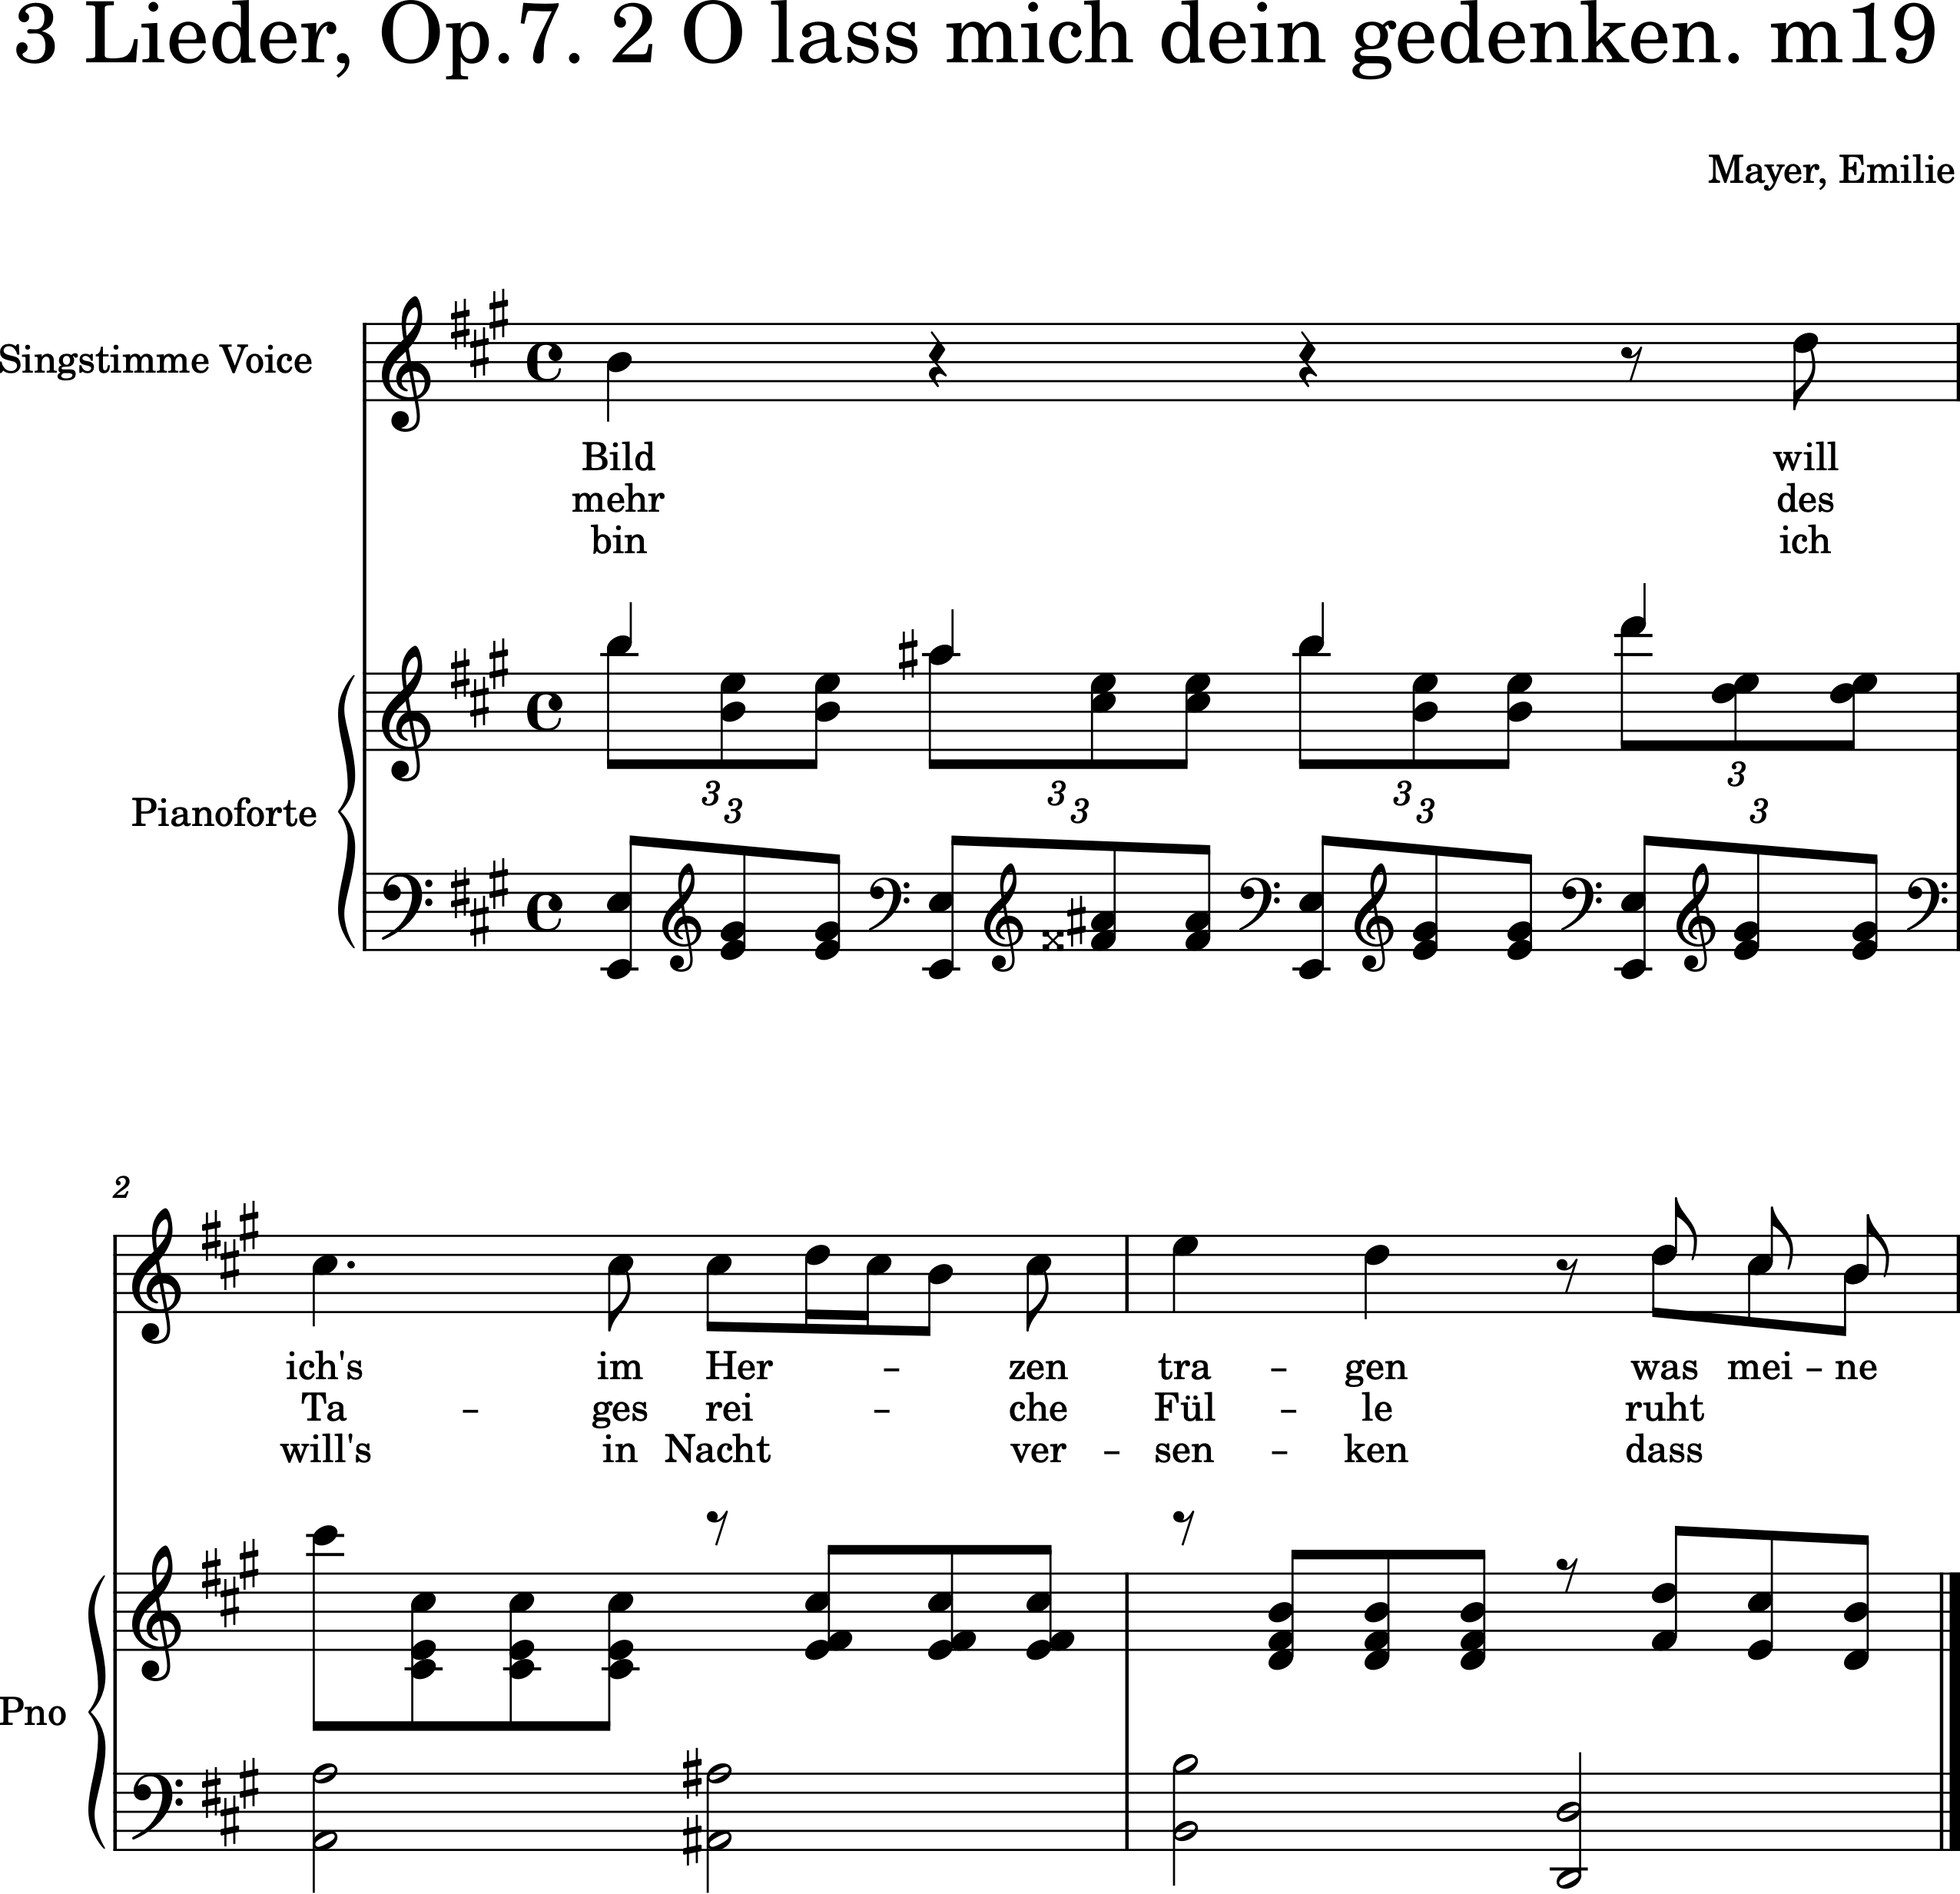 3 Lieder, Op.7. 2 O lass mich dein gedenken. m19
Mayer, Emilie
Singstimme Voice
Bild will
mehr des
bin ich
3 3 3 3
Pianoforte
3 3 3 3
2
ich's im Her - zen tra - gen was mei - ne
Ta - ges rei - che Fül - le ruht
will's in Nacht ver - sen - ken dass
Pno